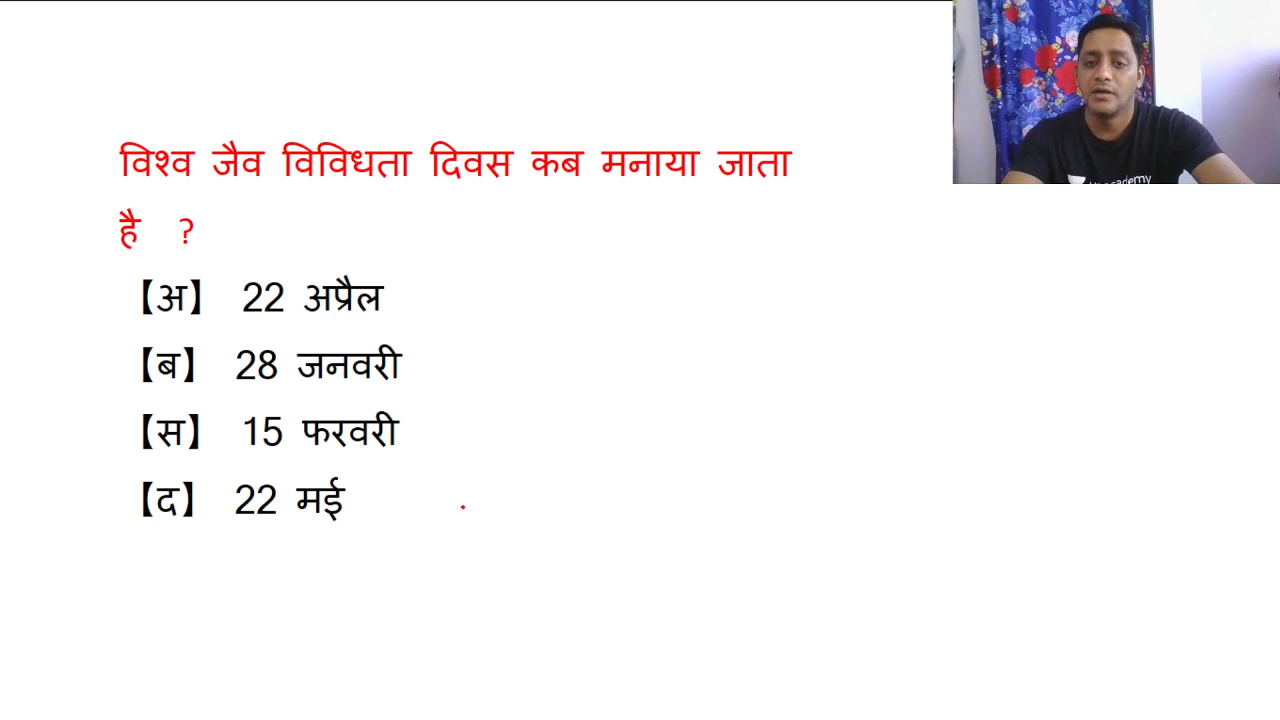 विश्व जैव विविधता दिवस कब मनाया जाता
है ?
【अ】 22 अप्रैल
【ब】 28 जनवरी
【स】 15 फरवरी
【द】 22 मई